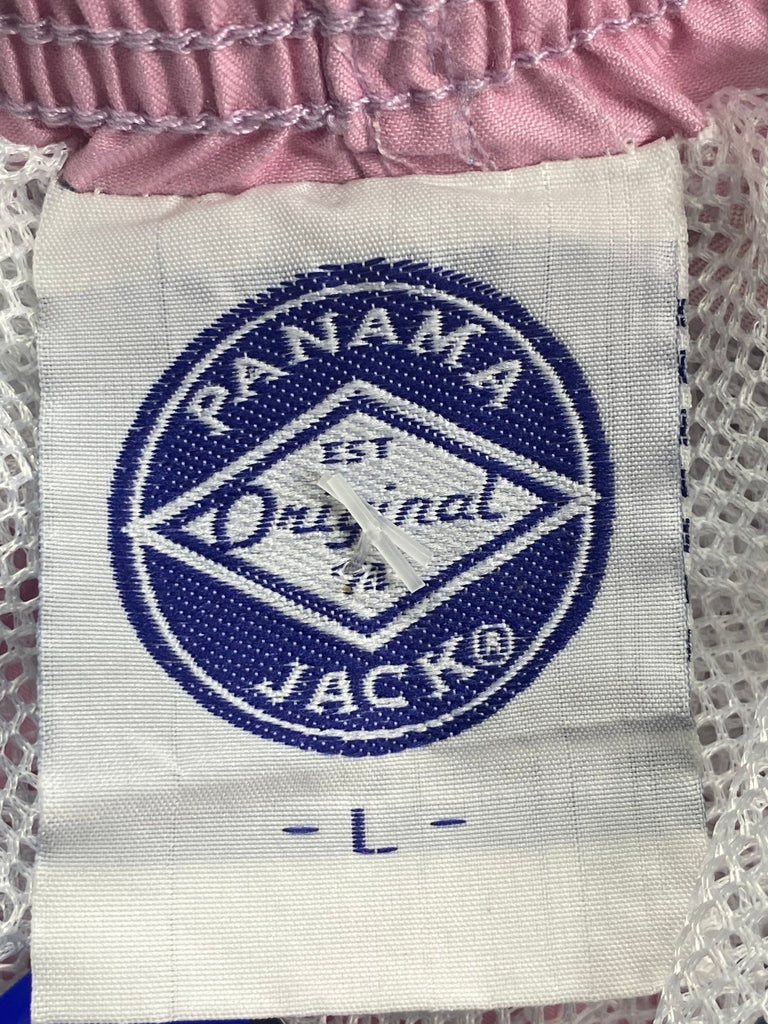 PANAMA
EST
Original
JACK®
- L -